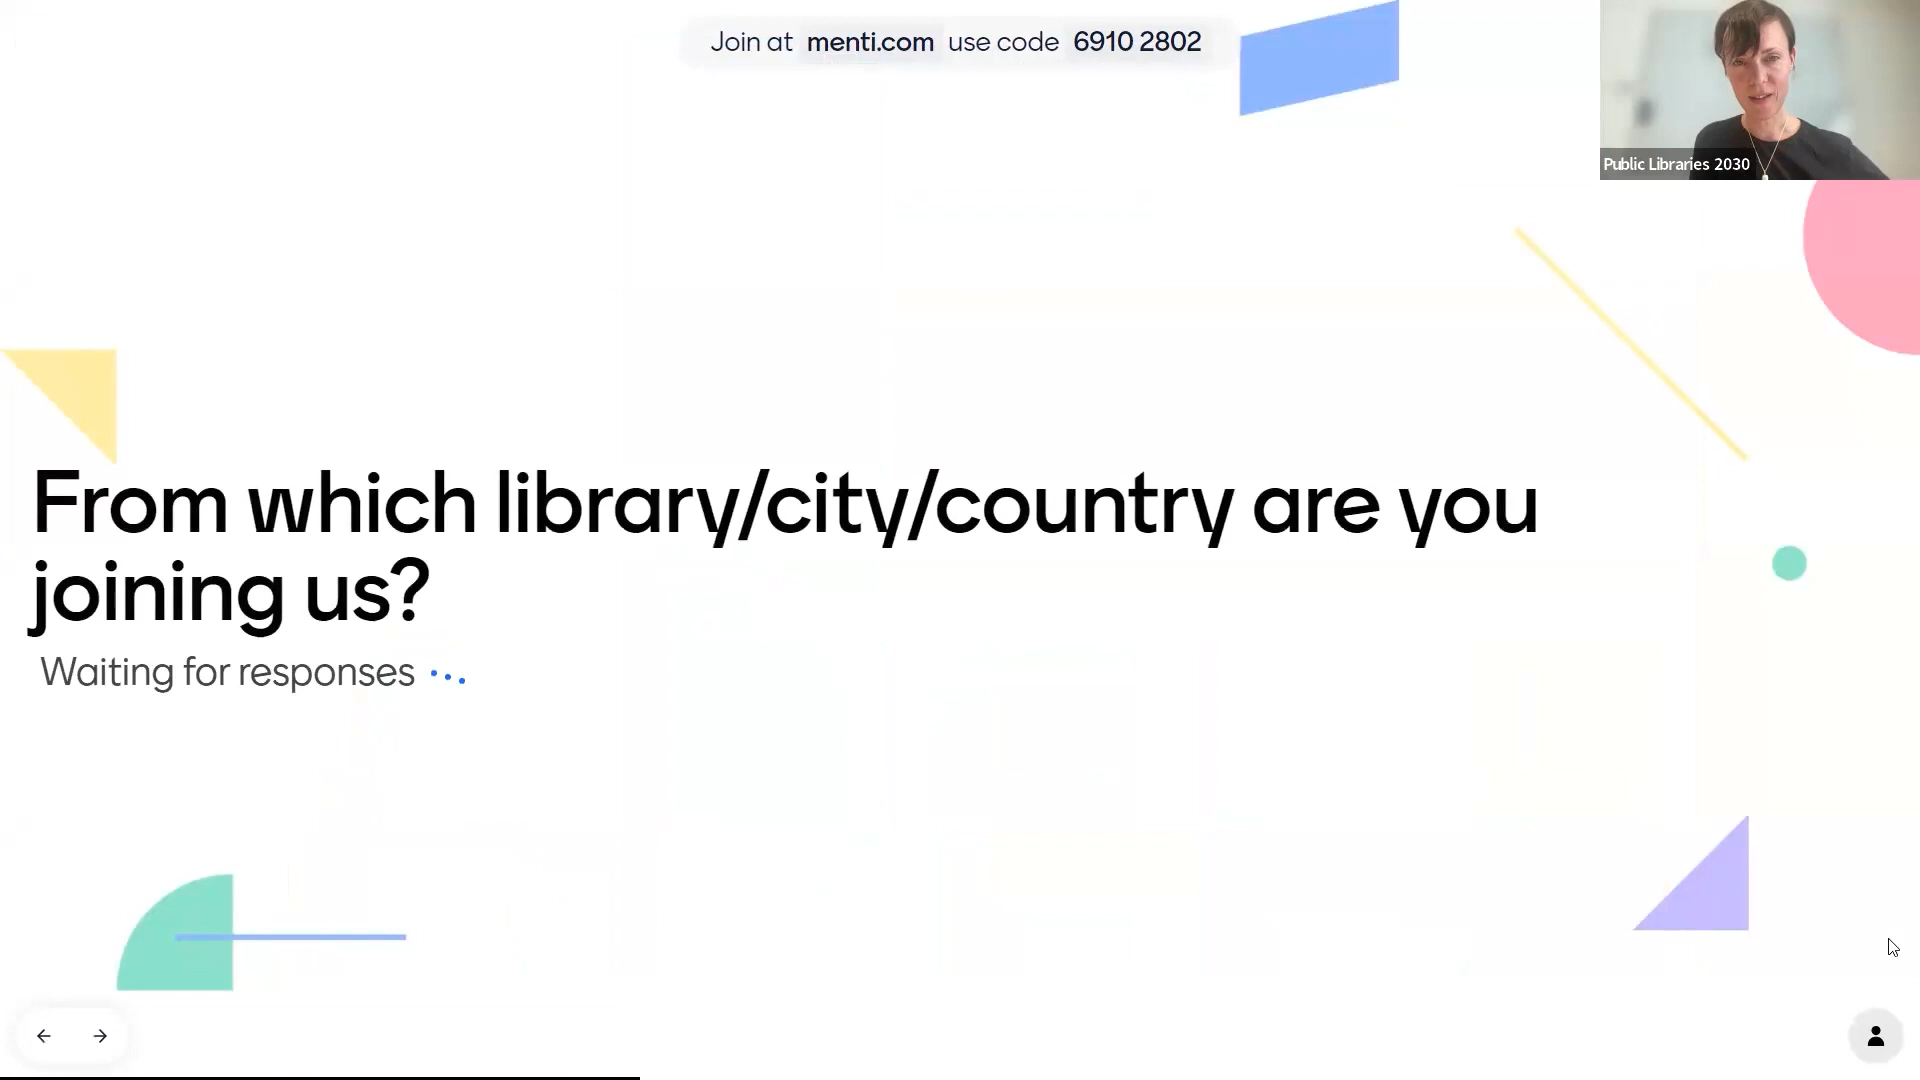 Join at menti.com use code 6910 2802
Public Libraries 2030
From which library/city/country are you
joining us?
Waiting for responses